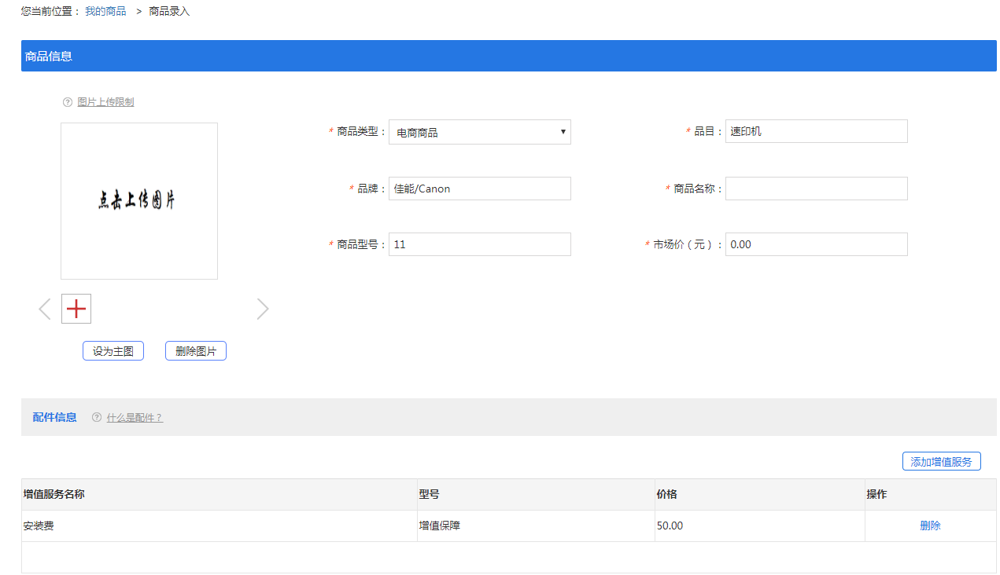 您当前位置： 我的商品 > 商品录入
商品信息
图片上传限制
点击上传图片
* 商品类型： 电商商品
* 品目： 速印机
* 品牌： 佳能/Canon
* 商品名称：
* 商品型号： 11
* 市场价（元）： 0.00
设为主图 删除图片
配件信息 什么是配件？
添加增值服务
增值服务名称 型号 价格 操作
安装费 增值保障 50.00 删除